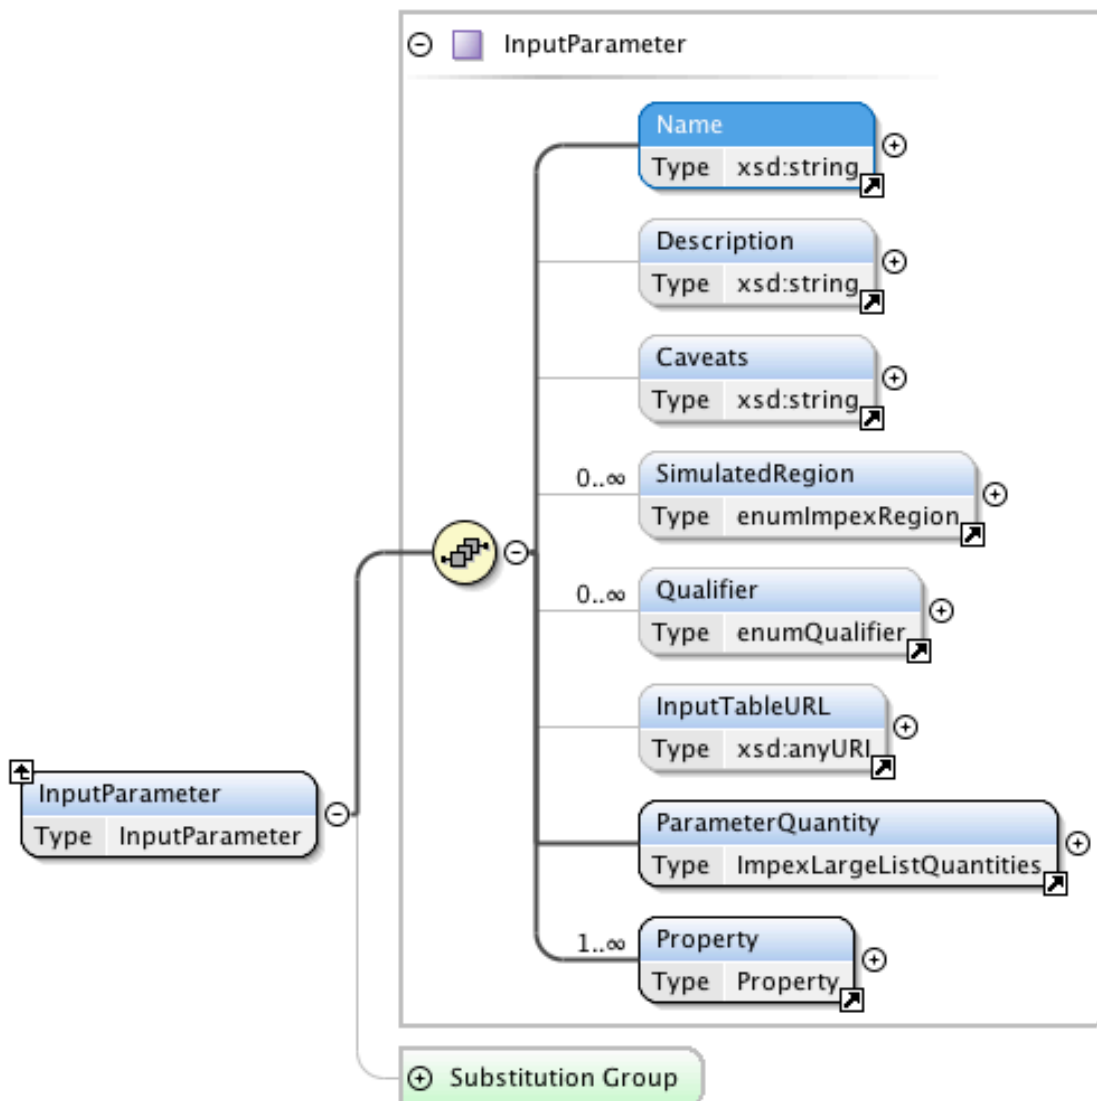 InputParameter
Name
Type xsd:string
Description
Type xsd:string
Caveats
Type xsd:string
0..∞
SimulatedRegion
Type enumImpexRegion
0..∞
Qualifier
Type enumQualifier
InputTableURL
Type xsd:anyURI
InputParameter
Type InputParameter
ParameterQuantity
Type ImpexLargeListQuantities
1..∞
Property
Type Property
Substitution Group